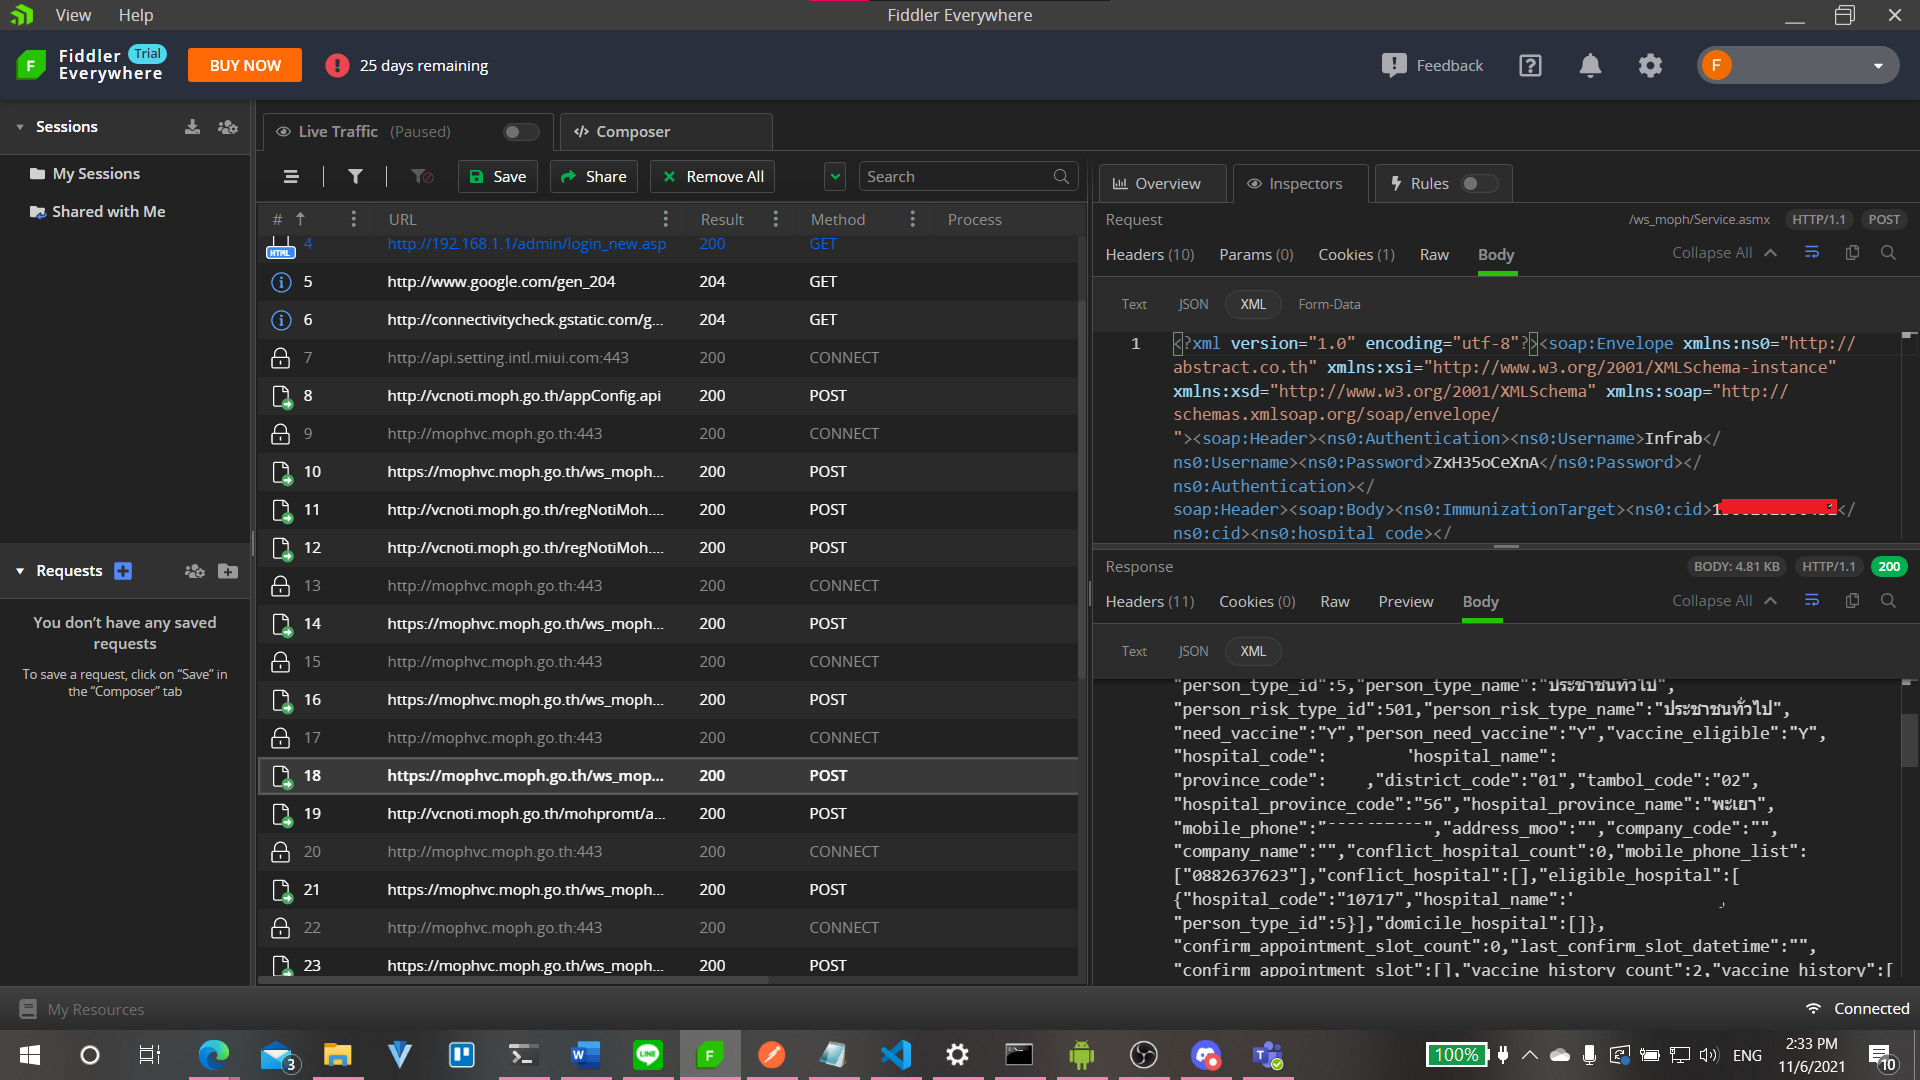 View Help Fiddler Everywhere
Fiddler Trial
Everywhere
BUY NOW
25 days remaining
Feedback
F
Sessions
My Sessions
Shared with Me
Live Traffic (Paused)
Composer
Save Share Remove All Search
# URL Result Method Process
4 http://192.168.1.1/admin/login_new.asp 200 GET
HTML
5 http://www.google.com/gen_204 204 GET
6 http://connectivitycheck.gstatic.com/g... 204 GET
7 http://api.setting.intl.miui.com:443 200 CONNECT
8 http://vcnoti.moph.go.th/appConfig.api 200 POST
9 http://mophvc.moph.go.th:443 200 CONNECT
10 https://mophvc.moph.go.th/ws_moph... 200 POST
11 http://vcnoti.moph.go.th/regNotiMoh.... 200 POST
12 http://vcnoti.moph.go.th/regNotiMoh.... 200 POST
13 http://mophvc.moph.go.th:443 200 CONNECT
14 https://mophvc.moph.go.th/ws_moph... 200 POST
15 http://mophvc.moph.go.th:443 200 CONNECT
16 https://mophvc.moph.go.th/ws_moph... 200 POST
17 http://mophvc.moph.go.th:443 200 CONNECT
18 https://mophvc.moph.go.th/ws_mop... 200 POST
19 http://vcnoti.moph.go.th/mohpromt/a... 200 POST
20 http://mophvc.moph.go.th:443 200 CONNECT
21 https://mophvc.moph.go.th/ws_moph... 200 POST
22 http://mophvc.moph.go.th:443 200 CONNECT
23 https://mophvc.moph.go.th/ws_moph... 200 POST
Requests
You don’t have any saved
requests
To save a request, click on “Save” in
the “Composer” tab
Overview Inspectors Rules
Request /ws_moph/Service.asmx HTTP/1.1 POST
Headers (10) Params (0) Cookies (1) Raw Body Collapse All
Text JSON XML Form-Data
1 <?xml version="1.0" encoding="utf-8"?><soap:Envelope xmlns:ns0="http://
abstract.co.th" xmlns:xsi="http://www.w3.org/2001/XMLSchema-instance"
xmlns:xsd="http://www.w3.org/2001/XMLSchema" xmlns:soap="http://
schemas.xmlsoap.org/soap/envelope/
"><soap:Header><ns0:Authentication><ns0:Username>Infrab</
ns0:Username><ns0:Password>ZxH35oCeXnA</ns0:Password></
ns0:Authentication></
soap:Header><soap:Body><ns0:ImmunizationTarget><ns0:cid>1 </
ns0:cid><ns0:hospital_code></
Response BODY: 4.81 KB HTTP/1.1 200
Headers (11) Cookies (0) Raw Preview Body Collapse All
Text JSON XML
"person_type_id":5,"person_type_name":"ประชาชนทั่วไป",
"person_risk_type_id":501,"person_risk_type_name":"ประชาชนทั่วไป",
"need_vaccine":"Y","person_need_vaccine":"Y","vaccine_eligible":"Y",
"hospital_code": "hospital_name":
"province_code": ,"district_code":"01","tambol_code":"02",
"hospital_province_code":"56","hospital_province_name":"พะเยา",
"mobile_phone":" ","address_moo":"","company_code":"",
"company_name":"","conflict_hospital_count":0,"mobile_phone_list":
["0882637623"],"conflict_hospital":[],"eligible_hospital":[
{"hospital_code":"10717","hospital_name":'
"person_type_id":5}],"domicile_hospital":[]},
"confirm_appointment_slot_count":0,"last_confirm_slot_datetime":"",
"confirm_appointment_slot":[],"vaccine_history_count":2,"vaccine_history":[
My Resources
Connected
3
100% ENG 2:33 PM
11/6/2021
10